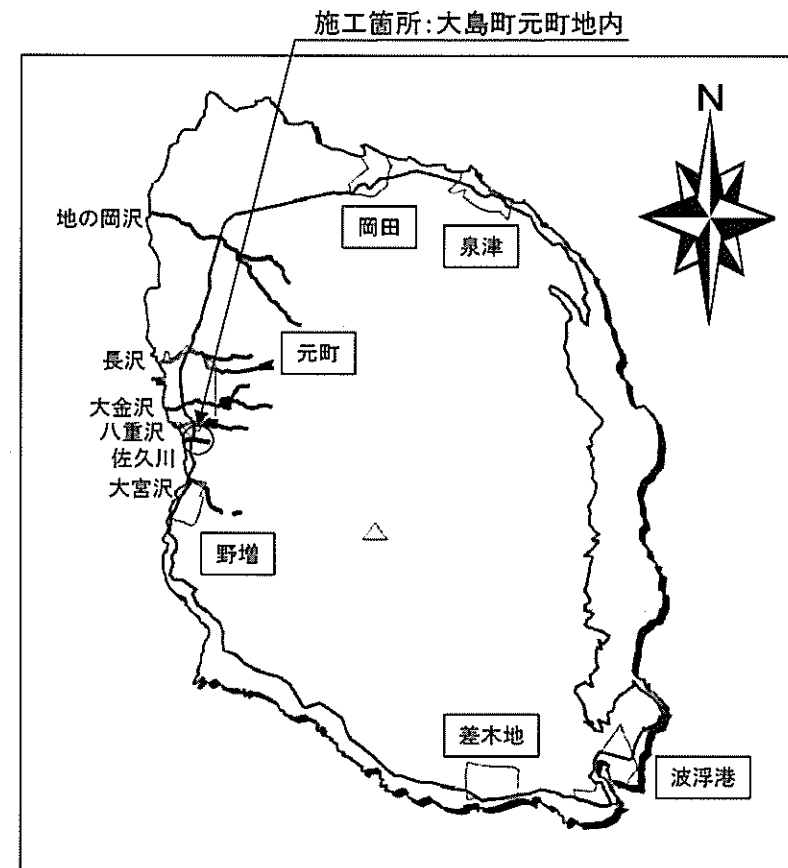 施工箇所:大島町元町地内
N
地の岡沢
岡田
泉津
長沢
元町
大金沢
八重沢
佐久川
大宮沢
野増
差木地
波浮港